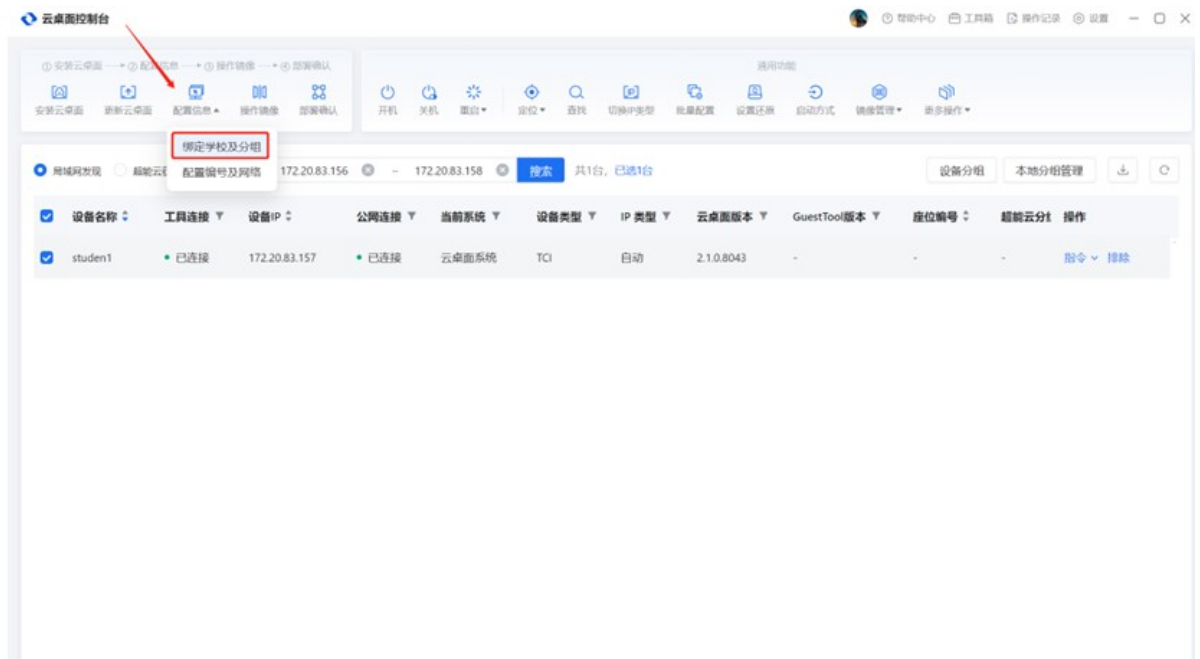 云桌面控制台
帮助中心 工具箱 操作记录 设置
① 安装云桌面 ② 配置信息 ③ 操作镜像 ④ 部署确认
通用功能
安装云桌面 更新云桌面 配置信息 操作镜像 部署确认 开机 关机 重启 定位 查找 切换IP类型 批量配置 设置还原 启动方式 镜像管理 更多操作
绑定学校及分组
配置编号及网络
局域网发现 超能云 172.20.83.156 - 172.20.83.158 搜索 共1台, 已选1台 设备分组 本地分组管理
设备名称 工具连接 设备IP 公网连接 当前系统 设备类型 IP 类型 云桌面版本 GuestTool版本 座位编号 超能云分组 操作
studen1 已连接 172.20.83.157 已连接 云桌面系统 TCI 自动 2.1.0.8043 - - - 指令 排除